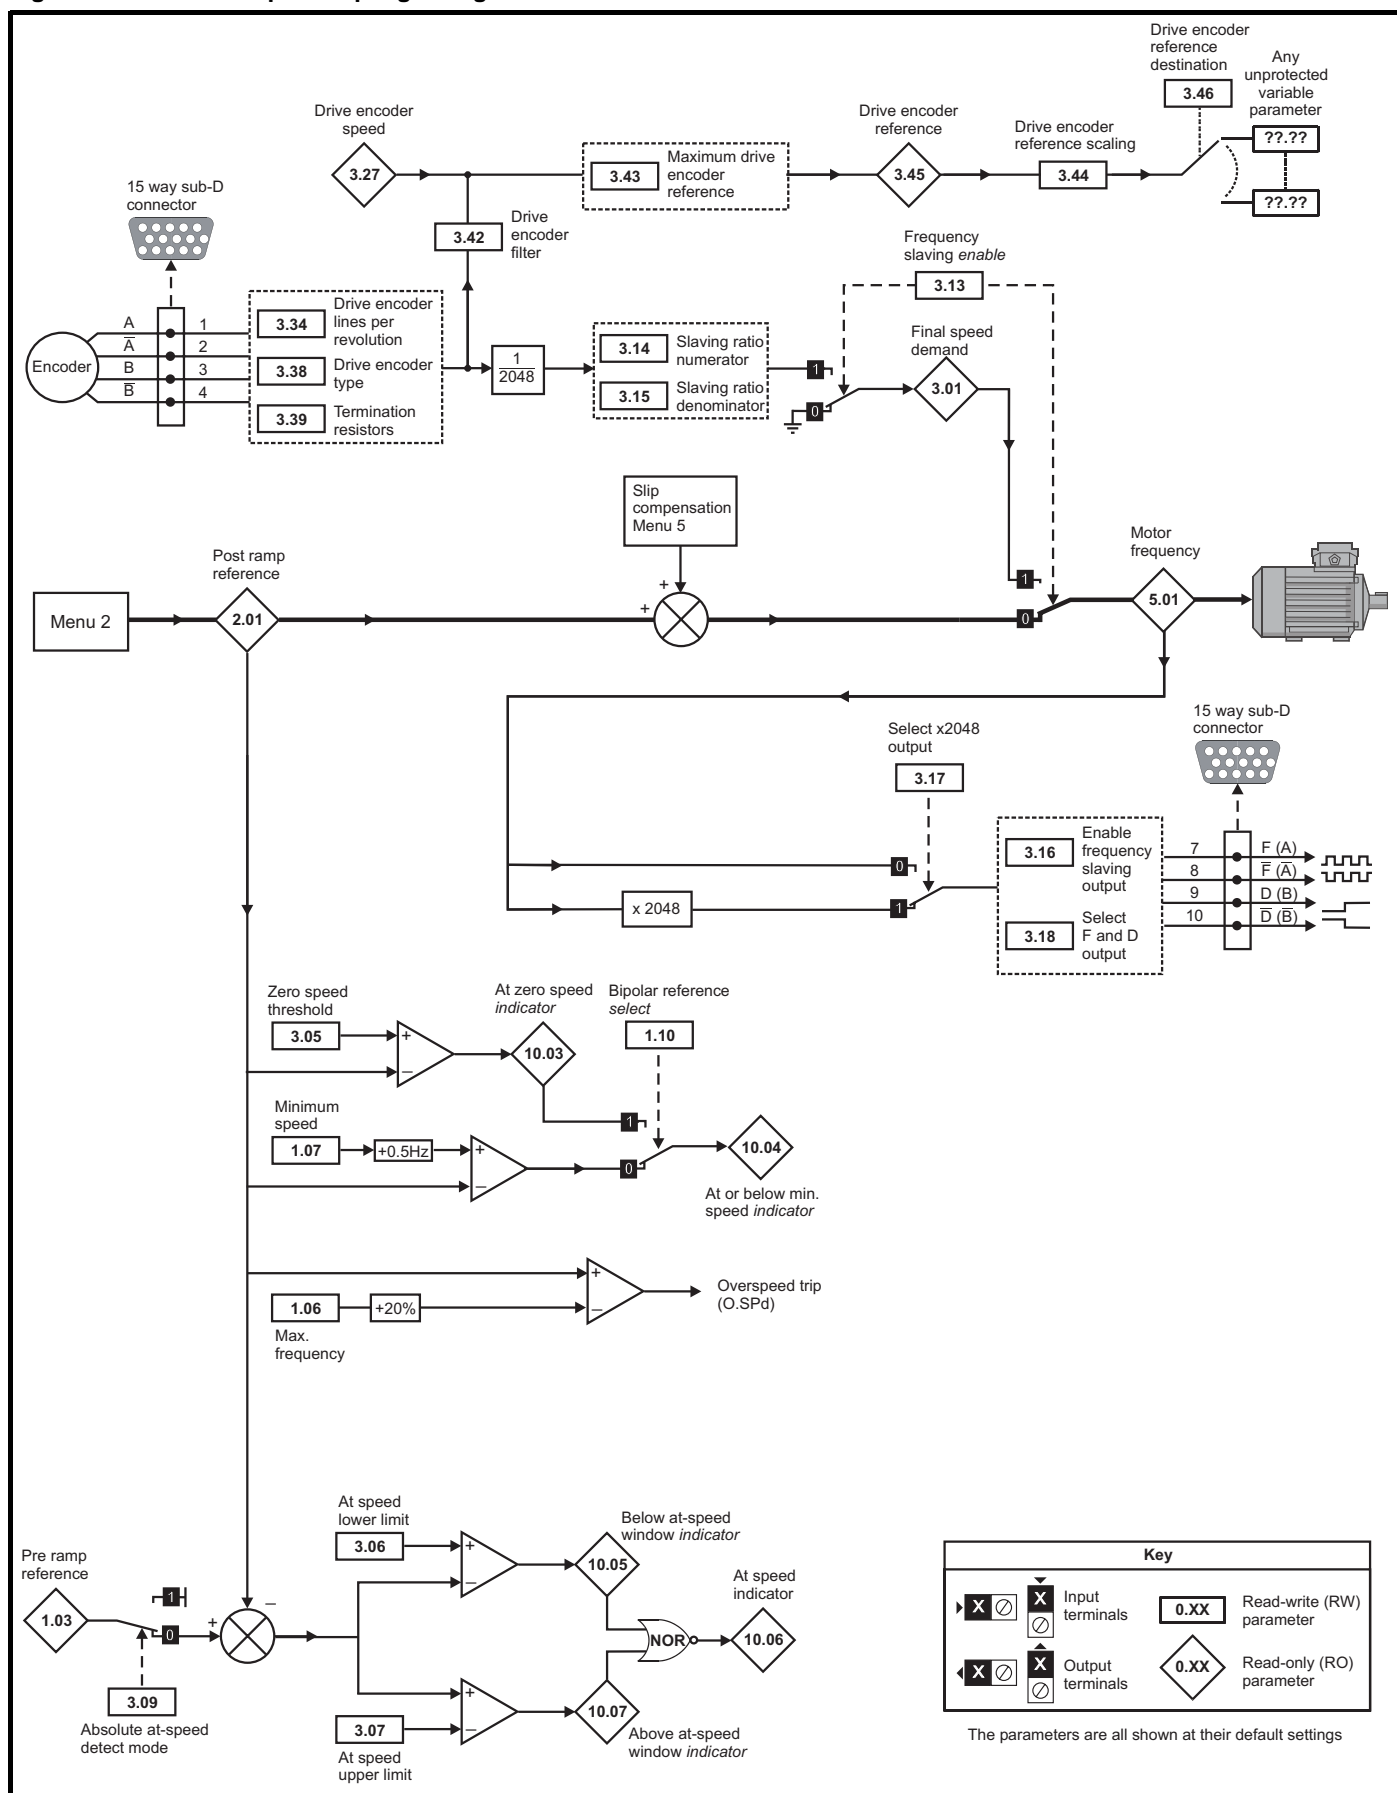 Drive encoder
reference
destination
3.46
Any
unprotected
variable
parameter
??.??
??.??
Drive encoder
speed
3.27
3.43
Maximum drive
encoder
reference
Drive encoder
reference
3.45
Drive encoder
reference scaling
3.44
15 way sub-D
connector
3.42
Drive
encoder
filter
Frequency
slaving enable
3.13
Encoder
A
A̅
B
B̅
1
2
3
4
3.34
Drive encoder
lines per
revolution
3.38
Drive encoder
type
3.39
Termination
resistors
1
2048
3.14
Slaving ratio
numerator
3.15
Slaving ratio
denominator
1
0
Final speed
demand
3.01
Slip
compensation
Menu 5
Menu 2
Post ramp
reference
2.01
+
+
1
0
Motor
frequency
5.01
Select x2048
output
3.17
0
x 2048
1
15 way sub-D
connector
3.16
Enable
frequency
slaving
output
3.18
Select
F and D
output
7
F (A)
8
F̅ (A̅)
9
D (B)
10
D̅ (B̅)
Zero speed
threshold
3.05
+
–
At zero speed
indicator
10.03
Bipolar reference
select
1.10
Minimum
speed
1.07
+0.5Hz
+
–
1
0
10.04
At or below min.
speed indicator
+
–
Overspeed trip
(O.SPd)
1.06
+20%
Max.
frequency
Pre ramp
reference
1.03
1
0
+
–
3.09
Absolute at-speed
detect mode
At speed
lower limit
3.06
+
–
Below at-speed
window indicator
10.05
NOR
At speed
indicator
10.06
+
–
3.07
At speed
upper limit
10.07
Above at-speed
window indicator
Key
X
X
Input
terminals
0.XX
Read-write (RW)
parameter
X
X
Output
terminals
0.XX
Read-only (RO)
parameter
The parameters are all shown at their default settings